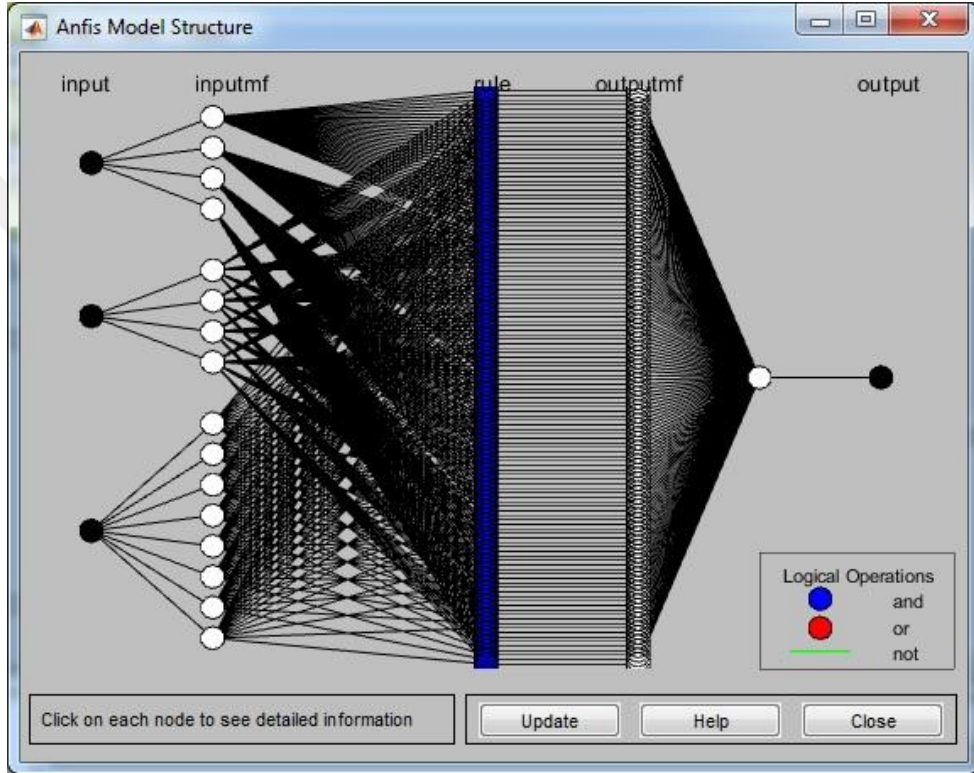 Anfis Model Structure
input inputmf rule outputmf output
Logical Operations
and
or
not
Click on each node to see detailed information
Update Help Close